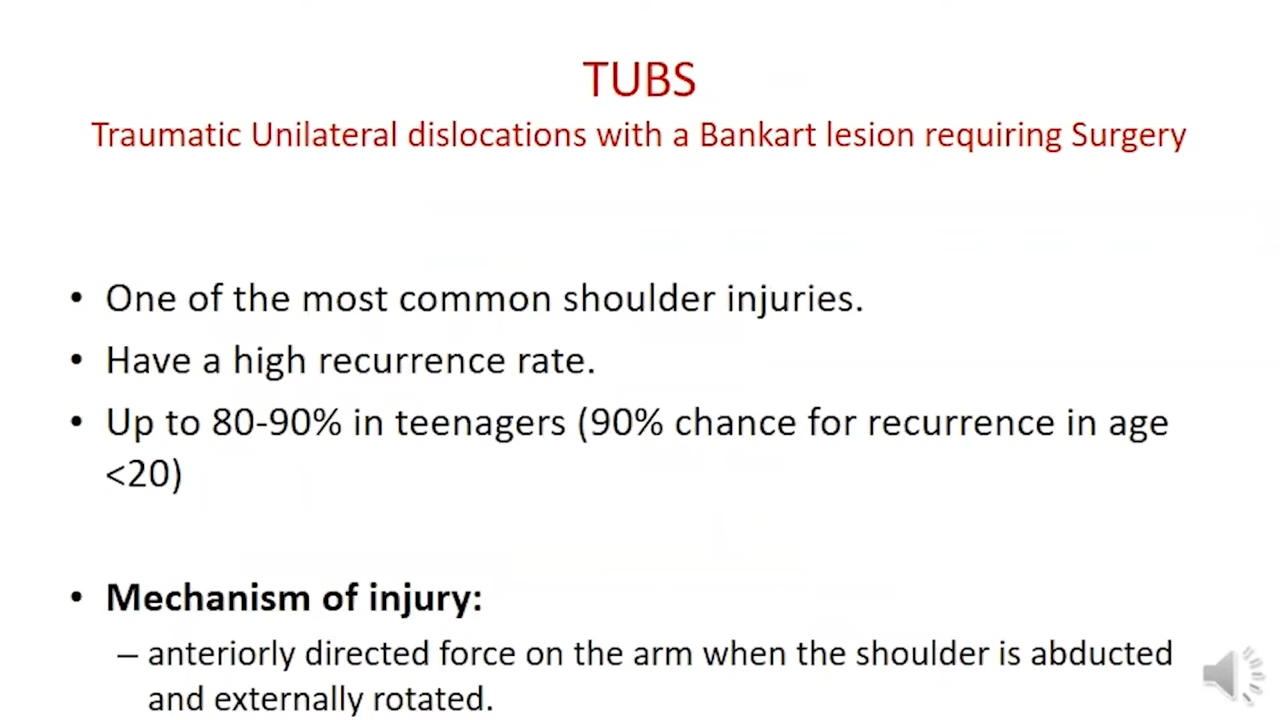 TUBS
Traumatic Unilateral dislocations with a Bankart lesion requiring Surgery
• One of the most common shoulder injuries.
• Have a high recurrence rate.
• Up to 80-90% in teenagers (90% chance for recurrence in age
<20)
• Mechanism of injury:
– anteriorly directed force on the arm when the shoulder is abducted
and externally rotated.